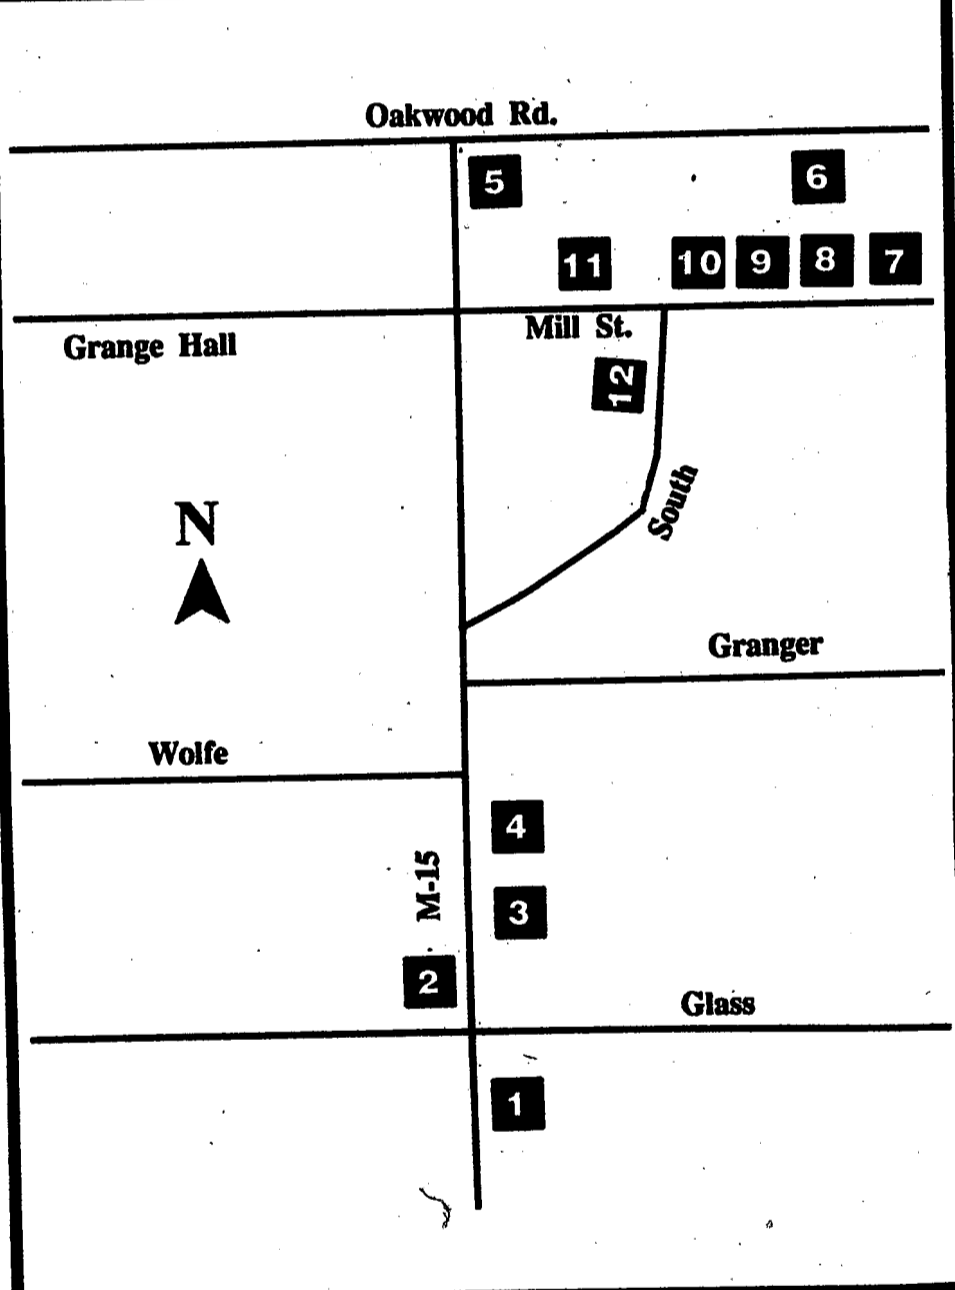 Oakwood Rd.
5
6
11
10
9
8
7
Mill St.
Grange Hall
12
South
N
Granger
Wolfe
4
M-15
3
2
Glass
1